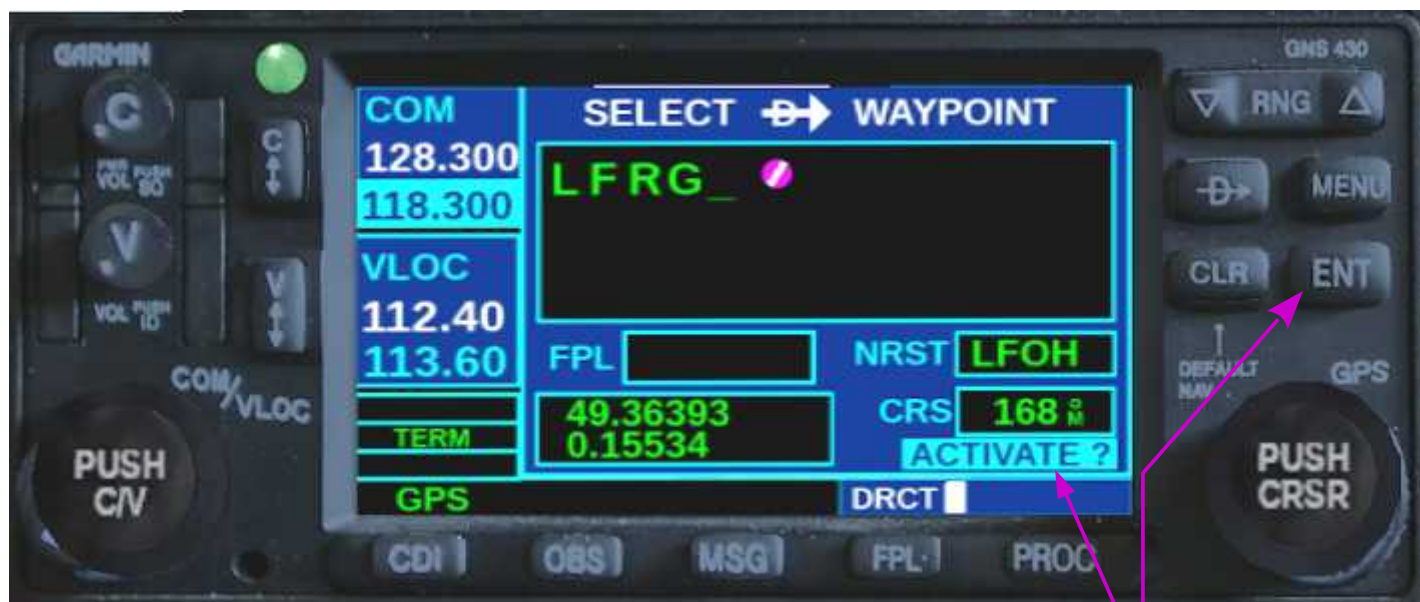 GARMIN
GNS 430
C
PWR VOL PUSH SQ
C
V
VOL PUSH ID
V
COM/VLOC
PUSH C/V
COM
128.300
118.300
VLOC
112.40
113.60
TERM
GPS
SELECT D WAYPOINT
LFRG_
FPL
NRST LFOH
49.36393
0.15534
CRS 168
ACTIVATE ?
DRCT
RNG
D MENU
CLR ENT
DEFAULT NAV
GPS
PUSH CRSR
CDI OBS MSG FPL PROC